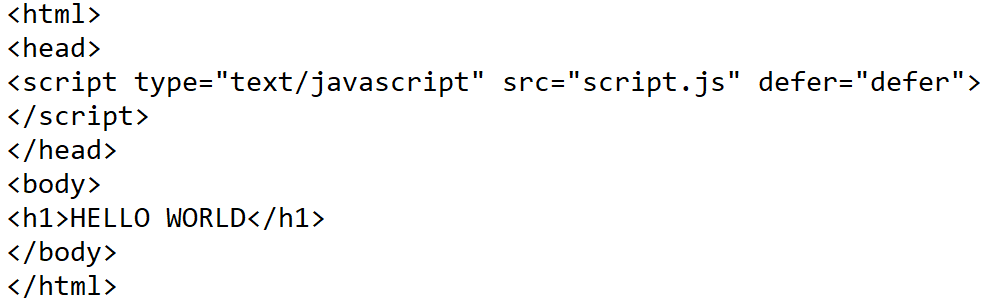 <html>
<head>
<script type="text/javascript" src="script.js" defer="defer">
</script>
</head>
<body>
<h1>HELLO WORLD</h1>
</body>
</html>